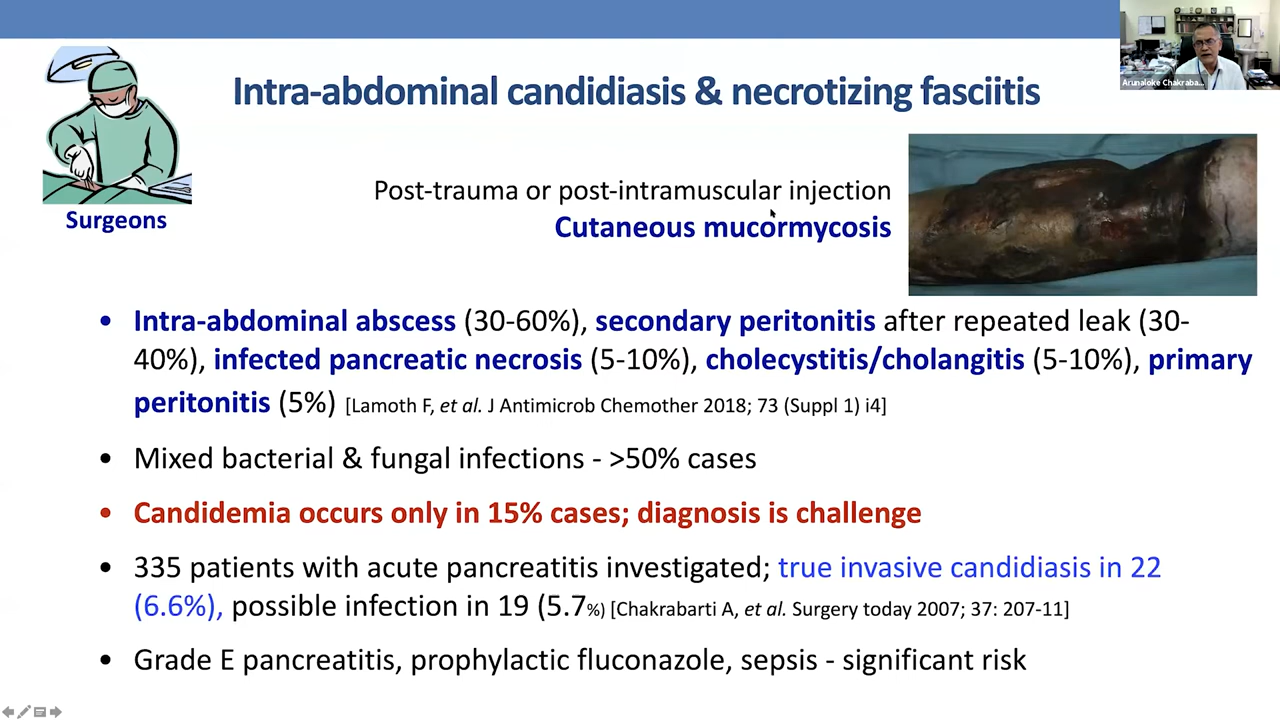 Arunaloke Chakraba...
Intra-abdominal candidiasis & necrotizing fasciitis
Surgeons
Post-trauma or post-intramuscular injection
Cutaneous mucormycosis
• Intra-abdominal abscess (30-60%), secondary peritonitis after repeated leak (30-
40%), infected pancreatic necrosis (5-10%), cholecystitis/cholangitis (5-10%), primary
peritonitis (5%) [Lamoth F, et al. J Antimicrob Chemother 2018; 73 (Suppl 1) i4]
• Mixed bacterial & fungal infections - >50% cases
• Candidemia occurs only in 15% cases; diagnosis is challenge
• 335 patients with acute pancreatitis investigated; true invasive candidiasis in 22
(6.6%), possible infection in 19 (5.7%) [Chakrabarti A, et al. Surgery today 2007; 37: 207-11]
• Grade E pancreatitis, prophylactic fluconazole, sepsis - significant risk